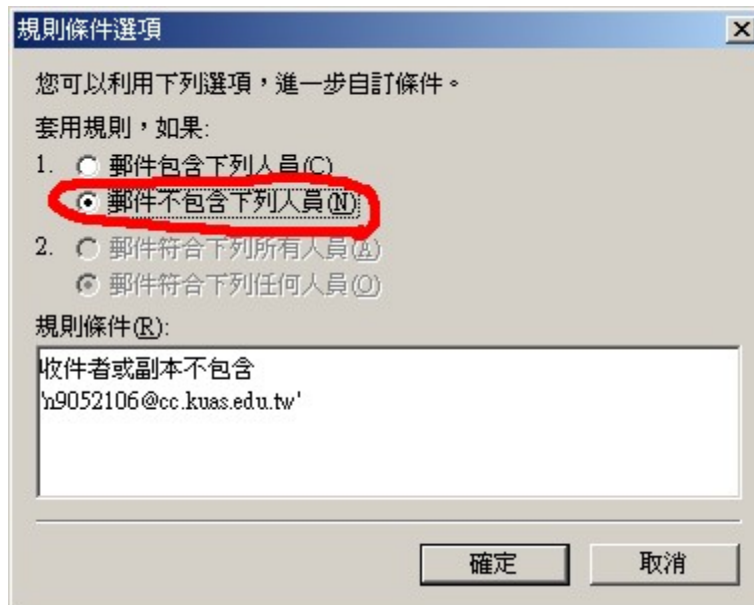 規則條件選項
您可以利用下列選項，進一步自訂條件。
套用規則，如果:
1. 郵件包含下列人員(C)
郵件不包含下列人員(N)
2. 郵件符合下列所有人員(A)
郵件符合下列任何人員(O)
規則條件(R):
收件者或副本不包含
'n9052106@cc.kuas.edu.tw'
確定
取消